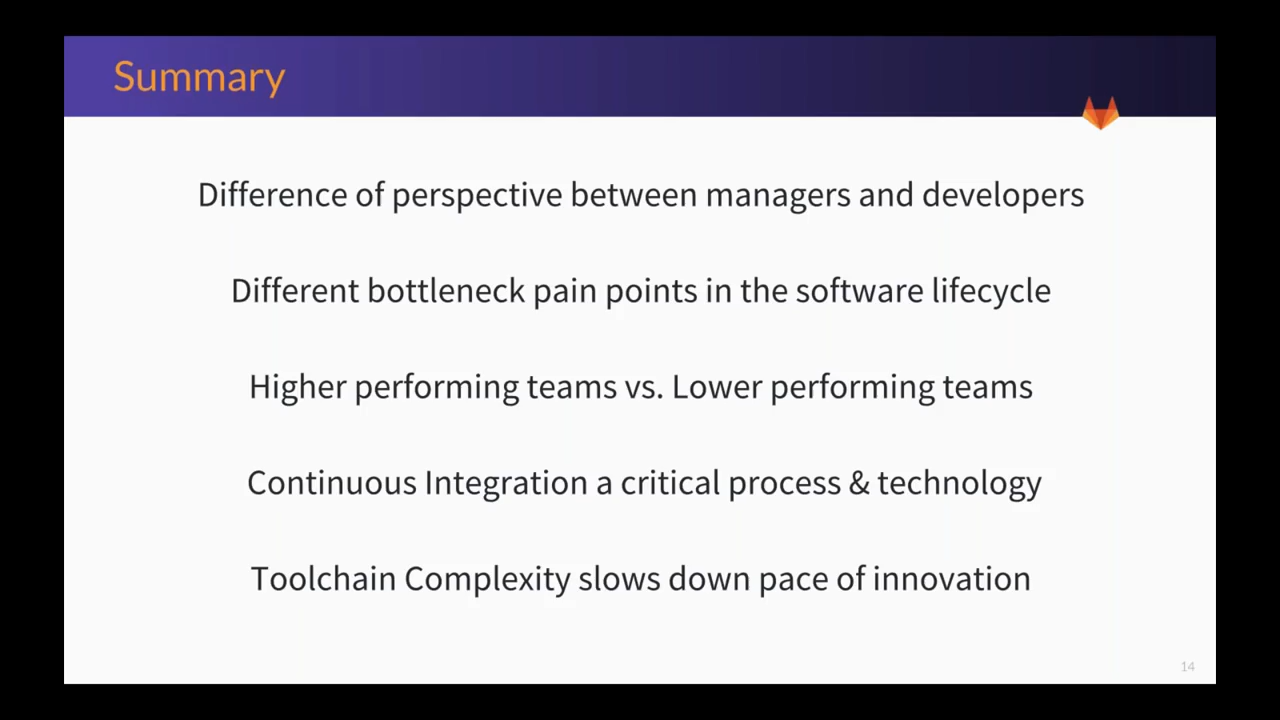 Summary
Difference of perspective between managers and developers
Different bottleneck pain points in the software lifecycle
Higher performing teams vs. Lower performing teams
Continuous Integration a critical process & technology
Toolchain Complexity slows down pace of innovation
14